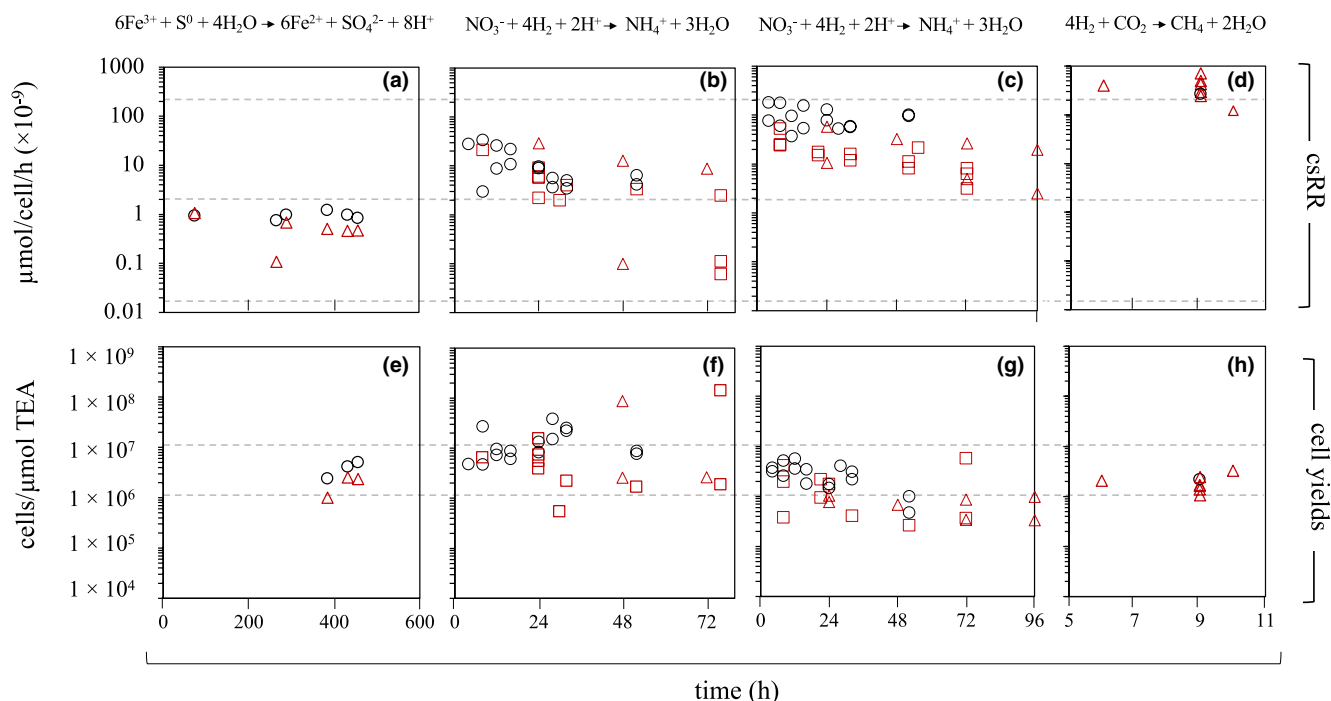 6Fe³⁺ + S⁰ + 4H₂O → 6Fe²⁺ + SO₄²⁻ + 8H⁺
NO₃⁻ + 4H₂ + 2H⁺ → NH₄⁺ + 3H₂O
NO₃⁻ + 4H₂ + 2H⁺ → NH₄⁺ + 3H₂O
4H₂ + CO₂ → CH₄ + 2H₂O
(a)
(b)
(c)
(d)
1000
100
10
1
0.1
0.01
µmol/cell/h (×10⁻⁹)
csRR
(e)
(f)
(g)
(h)
1 × 10⁹
1 × 10⁸
1 × 10⁷
1 × 10⁶
1 × 10⁵
1 × 10⁴
cells/µmol TEA
cell yields
0 200 400 600
0 24 48 72
0 24 48 72 96
5 7 9 11
time (h)